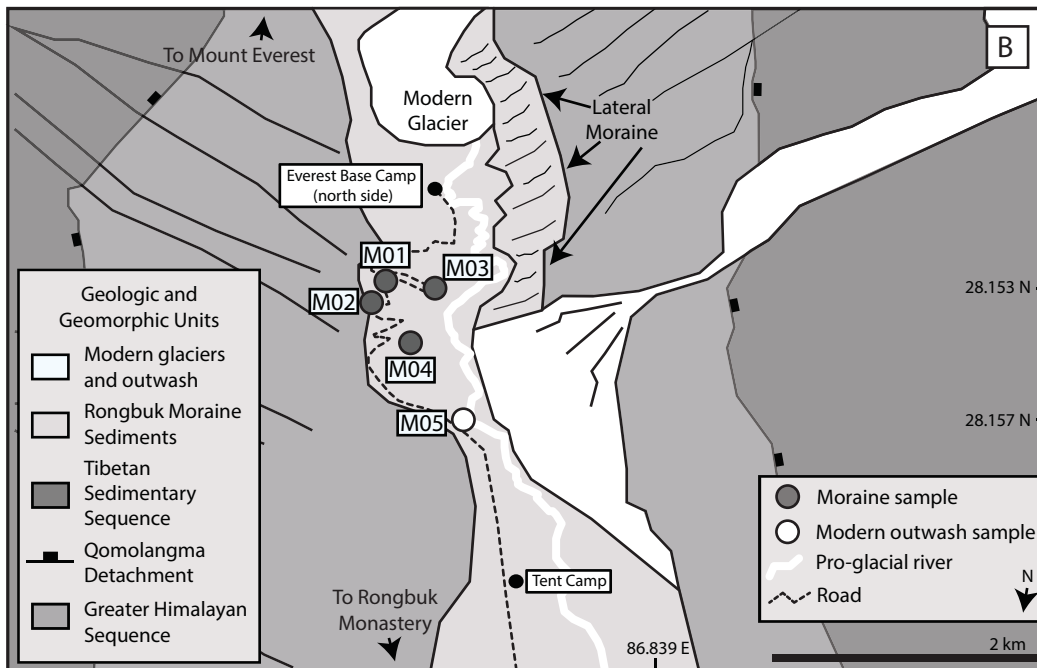 B
To Mount Everest
Modern
Glacier
Lateral
Moraine
Everest Base Camp
(north side)
M01
M03
M02
M04
M05
28.153 N
28.157 N
Tent Camp
To Rongbuk
Monastery
86.839 E
Geologic and
Geomorphic Units
Modern glaciers
and outwash
Rongbuk Moraine
Sediments
Tibetan
Sedimentary
Sequence
Qomolangma
Detachment
Greater Himalayan
Sequence
Moraine sample
Modern outwash sample
Pro-glacial river
Road
N
2 km